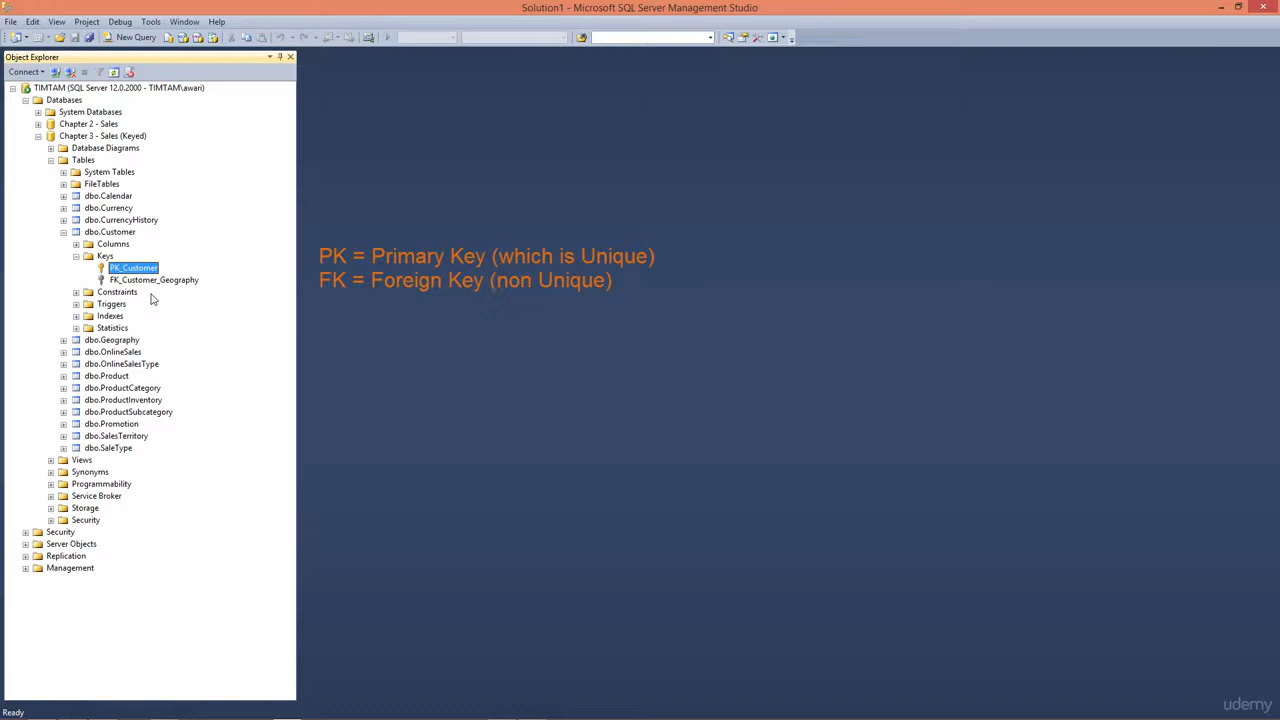 Solution1 - Microsoft SQL Server Management Studio
File Edit View Project Debug Tools Window Help
New Query
Object Explorer
Connect
TIMTAM (SQL Server 12.0.2000 - TIMTAM\awari)
Databases
System Databases
Chapter 2 - Sales
Chapter 3 - Sales (Keyed)
Database Diagrams
Tables
System Tables
FileTables
dbo.Calendar
dbo.Currency
dbo.CurrencyHistory
dbo.Customer
Columns
Keys
PK = Primary Key (which is Unique)
PK_Customer
FK_Customer_Geography
FK = Foreign Key (non Unique)
Constraints
Triggers
Indexes
Statistics
dbo.Geography
dbo.OnlineSales
dbo.OnlineSalesType
dbo.Product
dbo.ProductCategory
dbo.ProductInventory
dbo.ProductSubcategory
dbo.Promotion
dbo.SalesTerritory
dbo.SaleType
Views
Synonyms
Programmability
Service Broker
Storage
Security
Security
Server Objects
Replication
Management
udemy
Ready